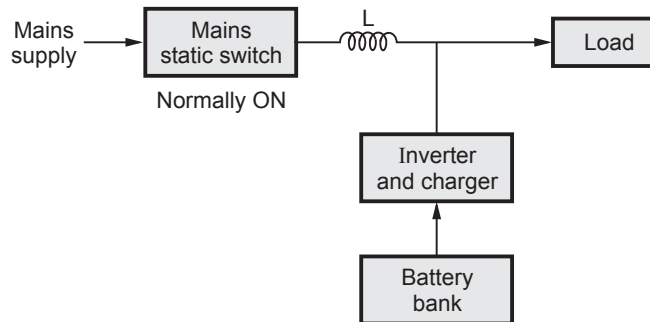 Mains
supply
Mains
static switch
L
Load
Normally ON
Inverter
and charger
Battery
bank